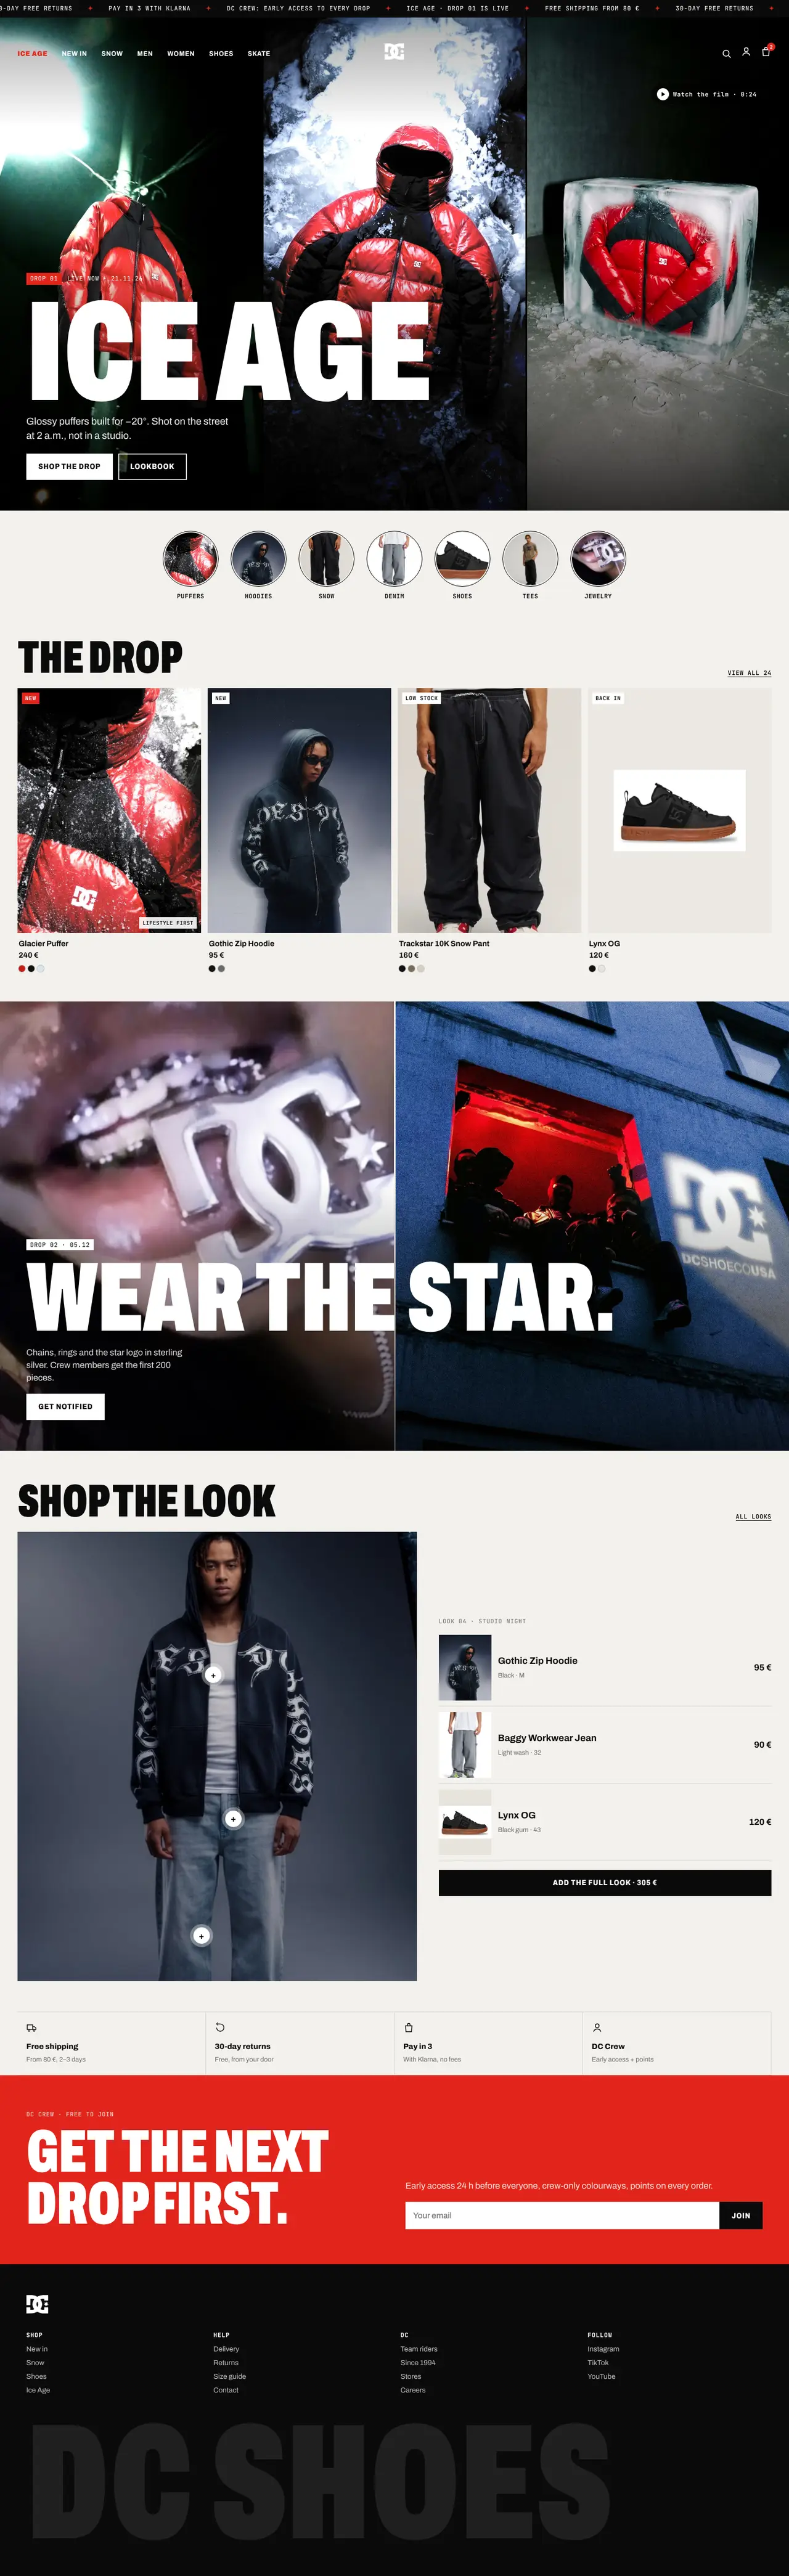 0-DAY FREE RETURNS + PAY IN 3 WITH KLARNA + DC CREW: EARLY ACCESS TO EVERY DROP + ICE AGE · DROP 01 IS LIVE + FREE SHIPPING FROM 80 € + 30-DAY FREE RETURNS +
ICE AGE NEW IN SNOW MEN WOMEN SHOES SKATE
DC
2
Watch the film · 0:24
DROP 01 LIVE NOW · 21.11.26
ICE AGE
Glossy puffers built for −20°. Shot on the street
at 2 a.m., not in a studio.
SHOP THE DROP
LOOKBOOK
PUFFERS
HOODIES
SNOW
DENIM
SHOES
TEES
JEWELRY
THE DROP
VIEW ALL 24
NEW
NEW
LOW STOCK
BACK IN
LIFESTYLE FIRST
Glacier Puffer
240 €
Gothic Zip Hoodie
95 €
Trackstar 10K Snow Pant
160 €
Lynx OG
120 €
DC
DCSHOECOUSA
DROP 02 · 05.12
WEAR THE STAR.
Chains, rings and the star logo in sterling
silver. Crew members get the first 200
pieces.
GET NOTIFIED
SHOP THE LOOK
ALL LOOKS
LOOK 04 · STUDIO NIGHT
Gothic Zip Hoodie
Black · M
95 €
Baggy Workwear Jean
Light wash · 32
90 €
Lynx OG
Black gum · 43
120 €
ADD THE FULL LOOK · 305 €
Free shipping
From 80 €, 2–3 days
30-day returns
Free, from your door
Pay in 3
With Klarna, no fees
DC Crew
Early access + points
DC CREW · FREE TO JOIN
GET THE NEXT
DROP FIRST.
Early access 24 h before everyone, crew-only colourways, points on every order.
Your email
JOIN
DC
SHOP
New in
Snow
Shoes
Ice Age
HELP
Delivery
Returns
Size guide
Contact
DC
Team riders
Since 1994
Stores
Careers
FOLLOW
Instagram
TikTok
YouTube
DC SHOES